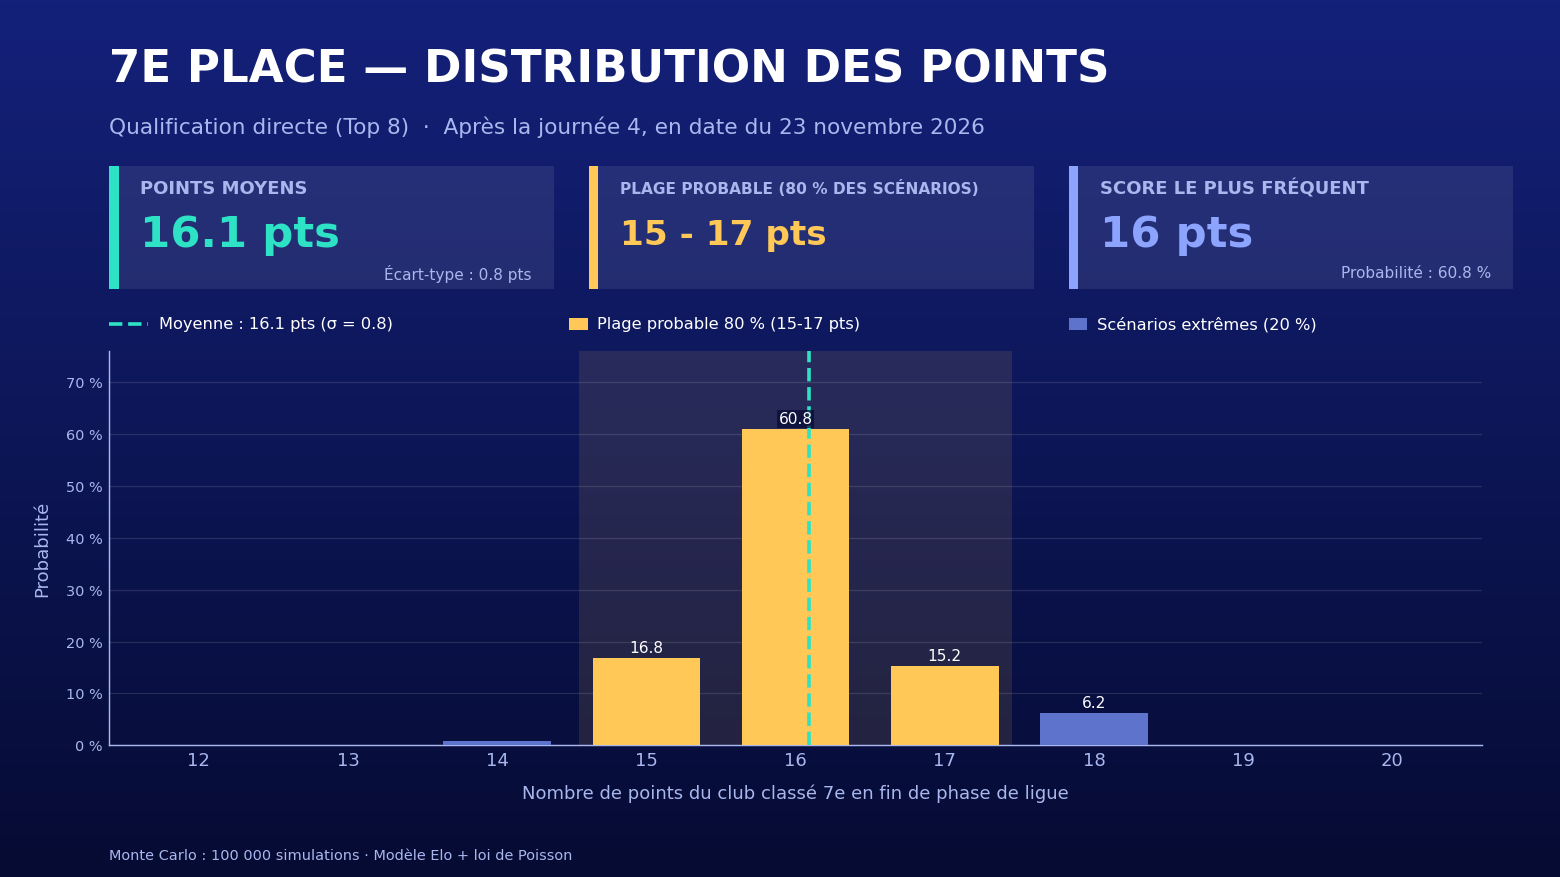 7E PLACE — DISTRIBUTION DES POINTS
Qualification directe (Top 8)  ·  Après la journée 4, en date du 23 novembre 2026
POINTS MOYENS
16.1 pts
Écart-type : 0.8 pts
PLAGE PROBABLE (80 % DES SCÉNARIOS)
15 - 17 pts
SCORE LE PLUS FRÉQUENT
16 pts
Probabilité : 60.8 %
Moyenne : 16.1 pts (σ = 0.8)
Plage probable 80 % (15-17 pts)
Scénarios extrêmes (20 %)
Probabilité
70 %
60 %
50 %
40 %
30 %
20 %
10 %
0 %
16.8
60.8
15.2
6.2
12 13 14 15 16 17 18 19 20
Nombre de points du club classé 7e en fin de phase de ligue
Monte Carlo : 100 000 simulations · Modèle Elo + loi de Poisson